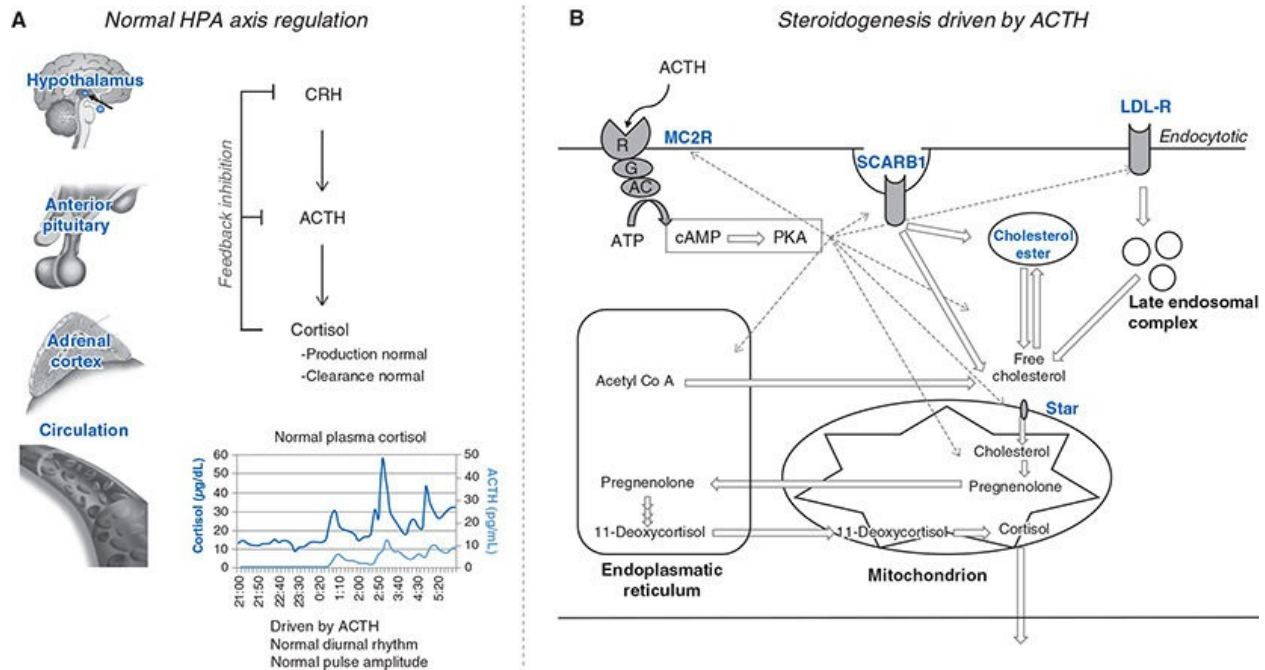 A
Normal HPA axis regulation
Hypothalamus
Anterior
pituitary
Adrenal
cortex
Circulation
Feedback inhibition
CRH
ACTH
Cortisol
-Production normal
-Clearance normal
Normal plasma cortisol
Cortisol (µg/dL)
60
50
40
30
20
10
0
50
40
30
20
10
0
ACTH (pg/mL)
21:00
21:50
22:40
23:30
0:20
1:10
2:00
2:50
3:40
4:30
5:20
Driven by ACTH
Normal diurnal rhythm
Normal pulse amplitude
B
Steroidogenesis driven by ACTH
ACTH
R
MC2R
G
AC
ATP
cAMP
PKA
SCARB1
LDL-R
Endocytotic
Cholesterol
ester
Late endosomal
complex
Free
cholesterol
Acetyl Co A
Star
Cholesterol
Pregnenolone
Pregnenolone
11-Deoxycortisol
11-Deoxycortisol
Cortisol
Endoplasmatic
reticulum
Mitochondrion